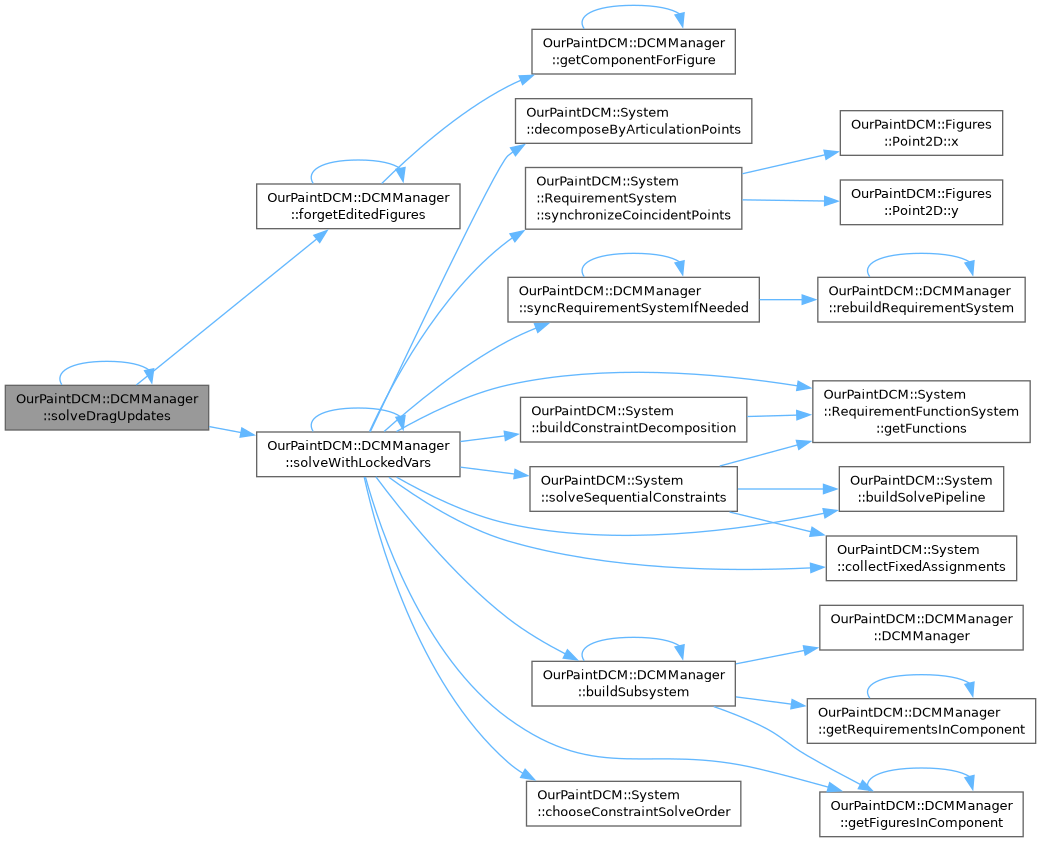 OurPaintDCM::DCMManager
::getComponentForFigure
OurPaintDCM::System
::decomposeByArticulationPoints
OurPaintDCM::Figures
::Point2D::x
OurPaintDCM::System
::RequirementSystem
::synchronizeCoincidentPoints
OurPaintDCM::Figures
::Point2D::y
OurPaintDCM::DCMManager
::forgetEditedFigures
OurPaintDCM::DCMManager
::syncRequirementSystemIfNeeded
OurPaintDCM::DCMManager
::rebuildRequirementSystem
OurPaintDCM::DCMManager
::solveDragUpdates
OurPaintDCM::System
::RequirementFunctionSystem
::getFunctions
OurPaintDCM::System
::buildConstraintDecomposition
OurPaintDCM::DCMManager
::solveWithLockedVars
OurPaintDCM::System
::solveSequentialConstraints
OurPaintDCM::System
::buildSolvePipeline
OurPaintDCM::System
::collectFixedAssignments
OurPaintDCM::DCMManager
::DCMManager
OurPaintDCM::DCMManager
::buildSubsystem
OurPaintDCM::DCMManager
::getRequirementsInComponent
OurPaintDCM::System
::chooseConstraintSolveOrder
OurPaintDCM::DCMManager
::getFiguresInComponent